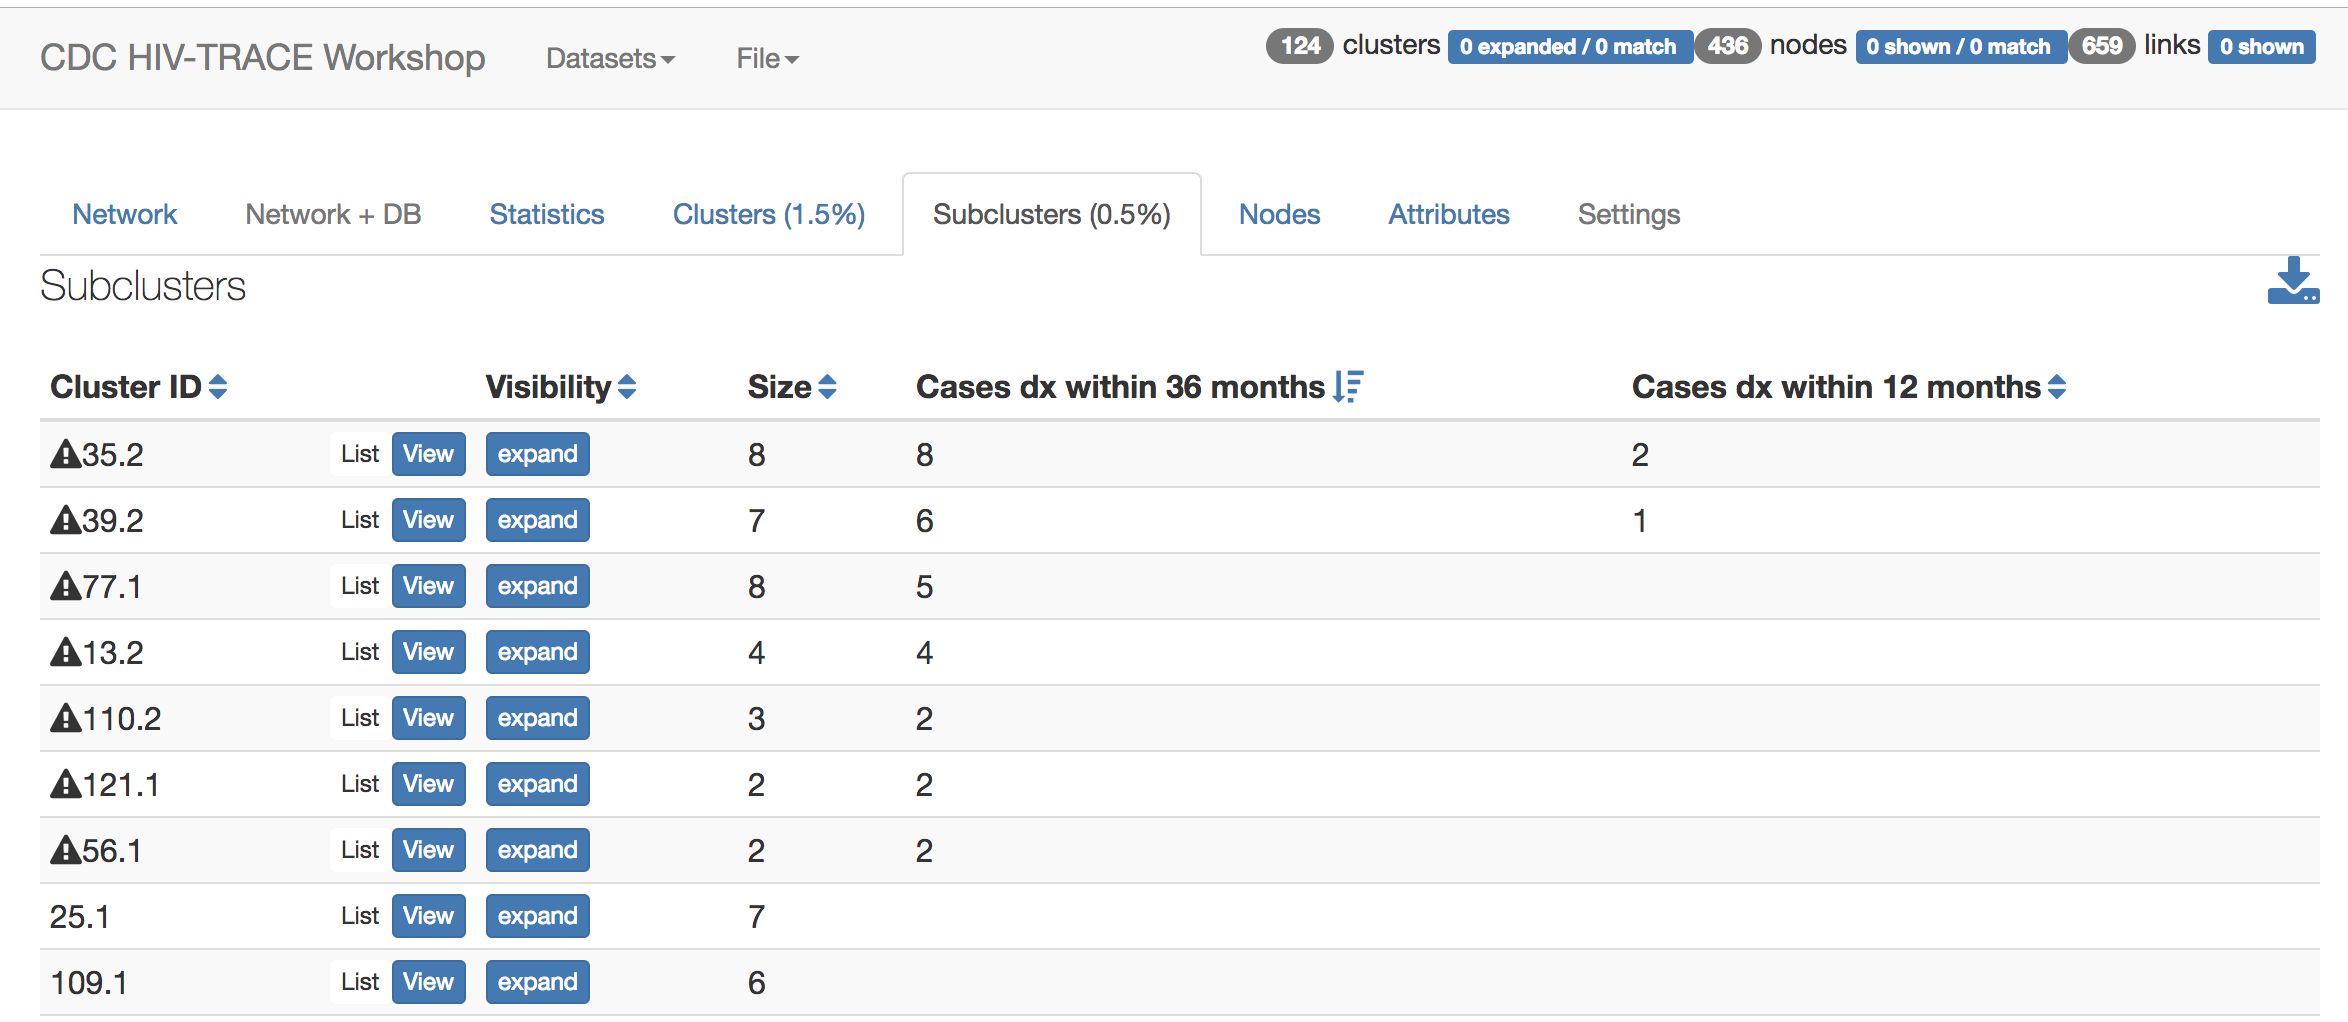 CDC HIV-TRACE Workshop Datasets File 124 clusters 0 expanded / 0 match 436 nodes 0 shown / 0 match 659 links 0 shown
Network Network + DB Statistics Clusters (1.5%) Subclusters (0.5%) Nodes Attributes Settings
Subclusters
Cluster ID Visibility Size Cases dx within 36 months Cases dx within 12 months
35.2 List View expand 8 8 2
39.2 List View expand 7 6 1
77.1 List View expand 8 5
13.2 List View expand 4 4
110.2 List View expand 3 2
121.1 List View expand 2 2
56.1 List View expand 2 2
25.1 List View expand 7
109.1 List View expand 6